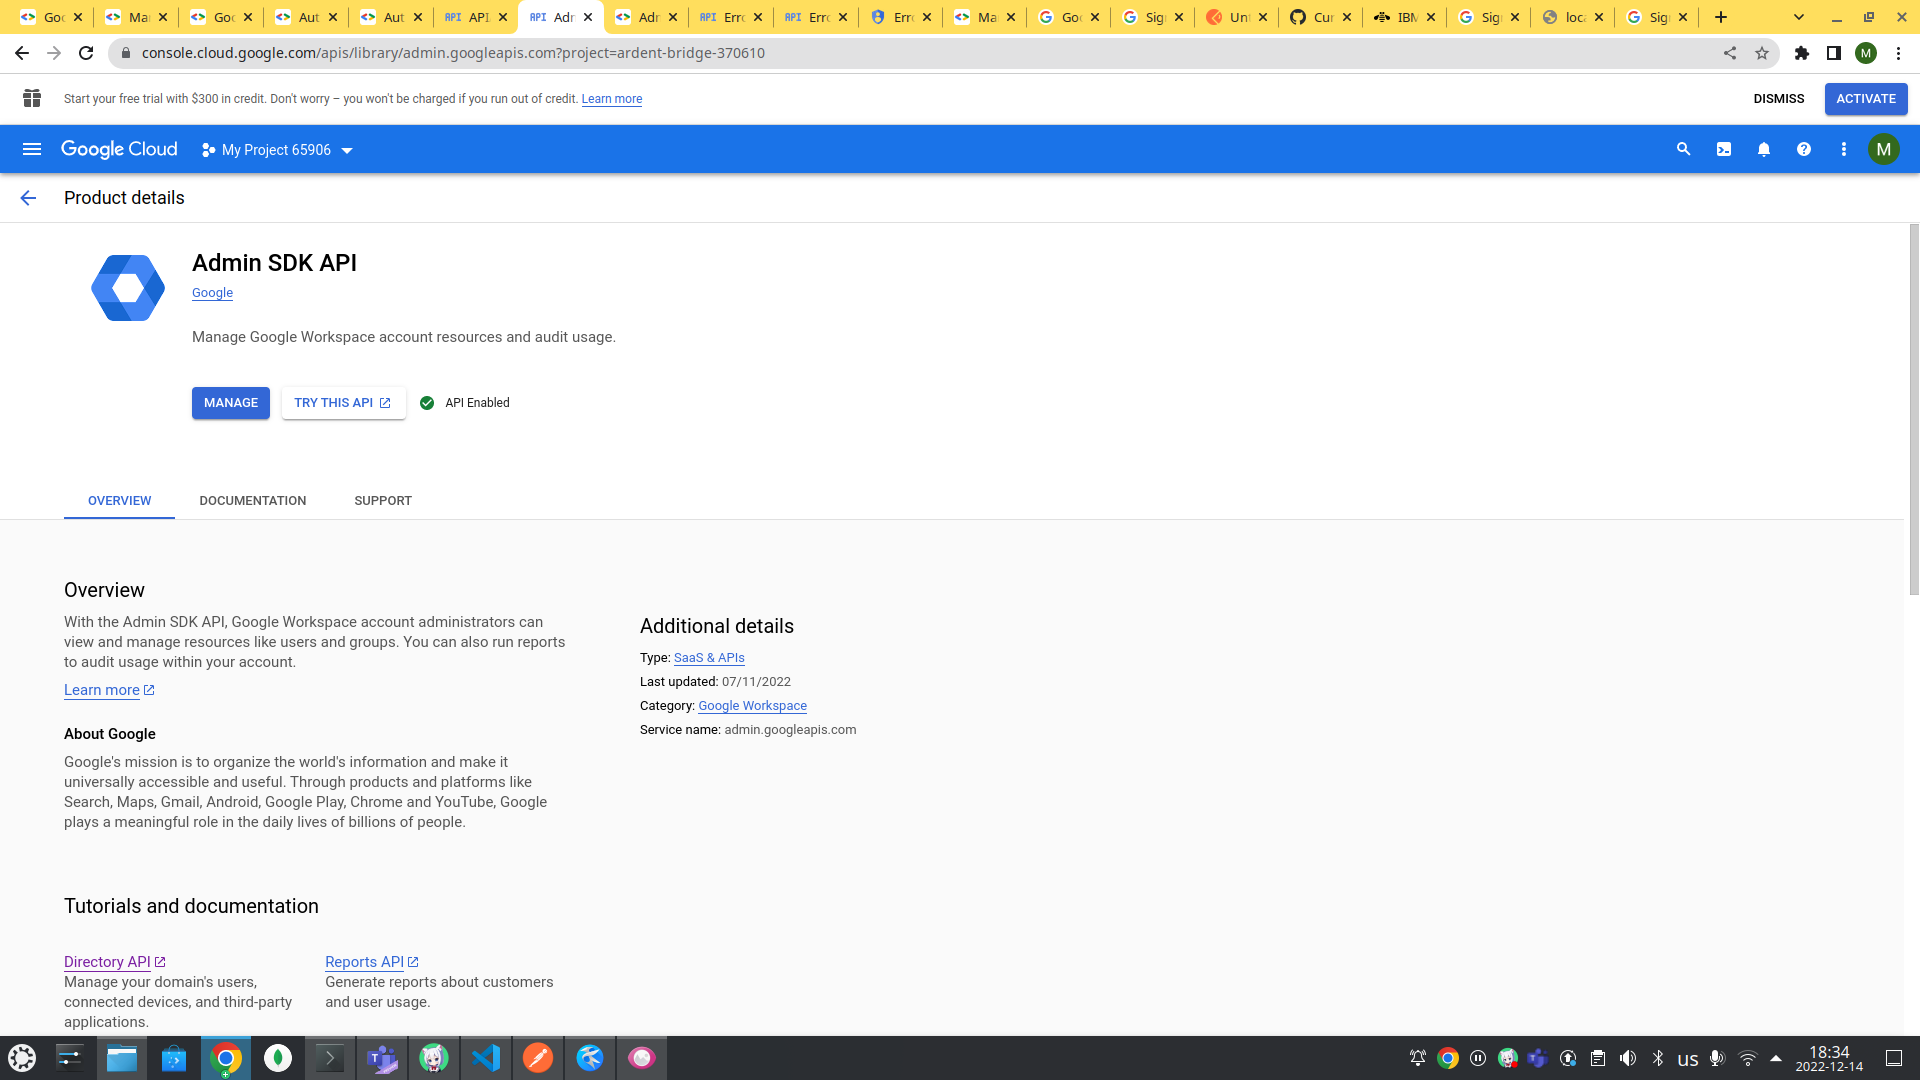 Goo Ma Goo Aut Aut API API. API Adm Adr API Erro API Erro Erro Ma Goo Sign Unt Cur IBM Sign loca Sign
console.cloud.google.com/apis/library/admin.googleapis.com?project=ardent-bridge-370610
M
Start your free trial with $300 in credit. Don't worry – you won't be charged if you run out of credit. Learn more
DISMISS
ACTIVATE
Google Cloud
My Project 65906
M
Product details
Admin SDK API
Google
Manage Google Workspace account resources and audit usage.
MANAGE
TRY THIS API
API Enabled
OVERVIEW
DOCUMENTATION
SUPPORT
Overview
With the Admin SDK API, Google Workspace account administrators can
view and manage resources like users and groups. You can also run reports
to audit usage within your account.
Learn more
About Google
Google's mission is to organize the world's information and make it
universally accessible and useful. Through products and platforms like
Search, Maps, Gmail, Android, Google Play, Chrome and YouTube, Google
plays a meaningful role in the daily lives of billions of people.
Additional details
Type: SaaS & APIs
Last updated: 07/11/2022
Category: Google Workspace
Service name: admin.googleapis.com
Tutorials and documentation
Directory API
Manage your domain's users,
connected devices, and third-party
applications.
Reports API
Generate reports about customers
and user usage.
us
18:34
2022-12-14